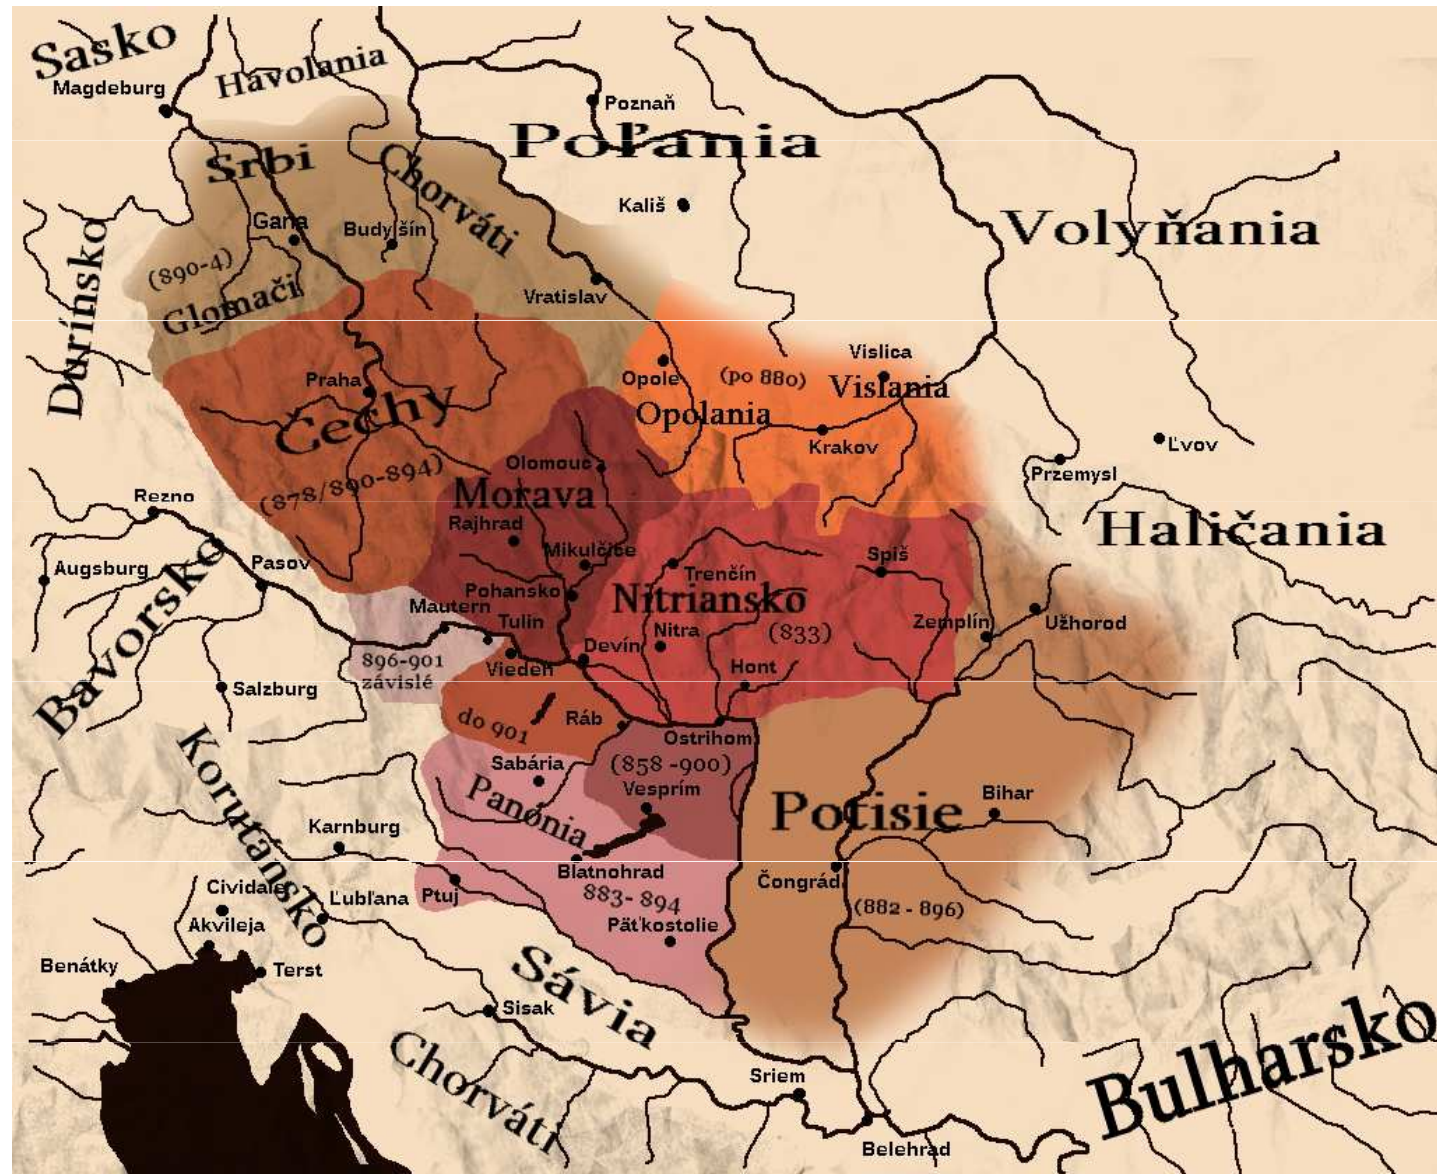 Sasko
Havolania
Magdeburg
Poznaň
Poľania
Srbi
Chorváti
Kališ
Gana
Budyšín
Volyňania
Durínsko
(890-4)
Glomači
Vratislav
Vislica
Praha
Opole
(po 880)
Vislania
Čechy
Opolania
Krakov
Ľvov
Olomouc
Przemysl
(878/890-894)
Morava
Rezno
Rajhrad
Haličania
Mikulčice
Spiš
Augsburg
Pasov
Trenčín
Pohansko
Nitriansko
Mautern
Tulin
Nitra
(833)
Zemplín
Užhorod
Devín
Bavorsko
896-901
závislé
Viedeň
Hont
Salzburg
do 901
Ráb
Ostrihom
Korutánsko
Sabária
(858 -900)
Vesprím
Panónia
Potisie
Bihar
Karnburg
Blatnohrad
Čongrád
Cividale
Ľubľana
Ptuj
883- 894
(882 - 896)
Akvileja
Päťkostolie
Benátky
Terst
Sávia
Sisak
Chorváti
Bulharsko
Sriem
Belehrad